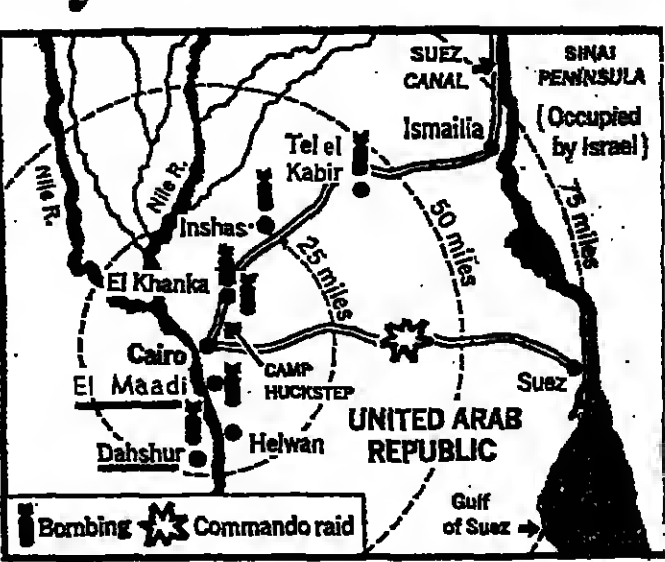 SUEZ
CANAL
SINAI
PENINSULA
(Occupied
by Israel)
Ismailia
Tel el
Kabir
Nile R.
Nile R.
Inshas
75 miles
50 miles
25 miles
El Khanka
Cairo
CAMP
HUCKSTEP
El Maadi
Suez
UNITED ARAB
REPUBLIC
Helwan
Dahshur
Gulf
of Suez
Bombing
Commando raid